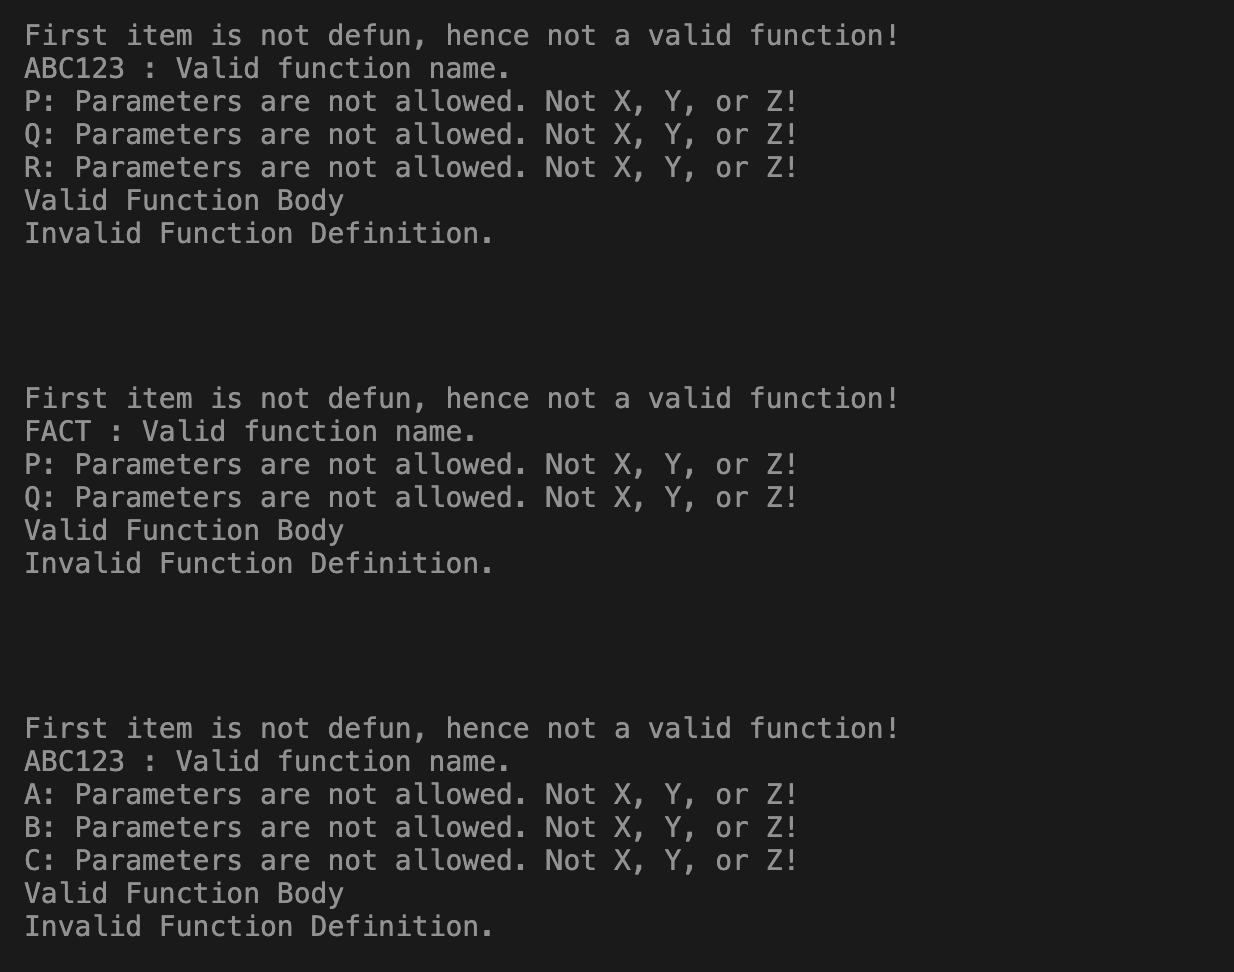 First item is not defun, hence not a valid function!
ABC123 : Valid function name.
P: Parameters are not allowed. Not X, Y, or Z!
Q: Parameters are not allowed. Not X, Y, or Z!
R: Parameters are not allowed. Not X, Y, or Z!
Valid Function Body
Invalid Function Definition.
First item is not defun, hence not a valid function!
FACT : Valid function name.
P: Parameters are not allowed. Not X, Y, or Z!
Q: Parameters are not allowed. Not X, Y, or Z!
Valid Function Body
Invalid Function Definition.
First item is not defun, hence not a valid function!
ABC123 : Valid function name.
A: Parameters are not allowed. Not X, Y, or Z!
B: Parameters are not allowed. Not X, Y, or Z!
C: Parameters are not allowed. Not X, Y, or Z!
Valid Function Body
Invalid Function Definition.